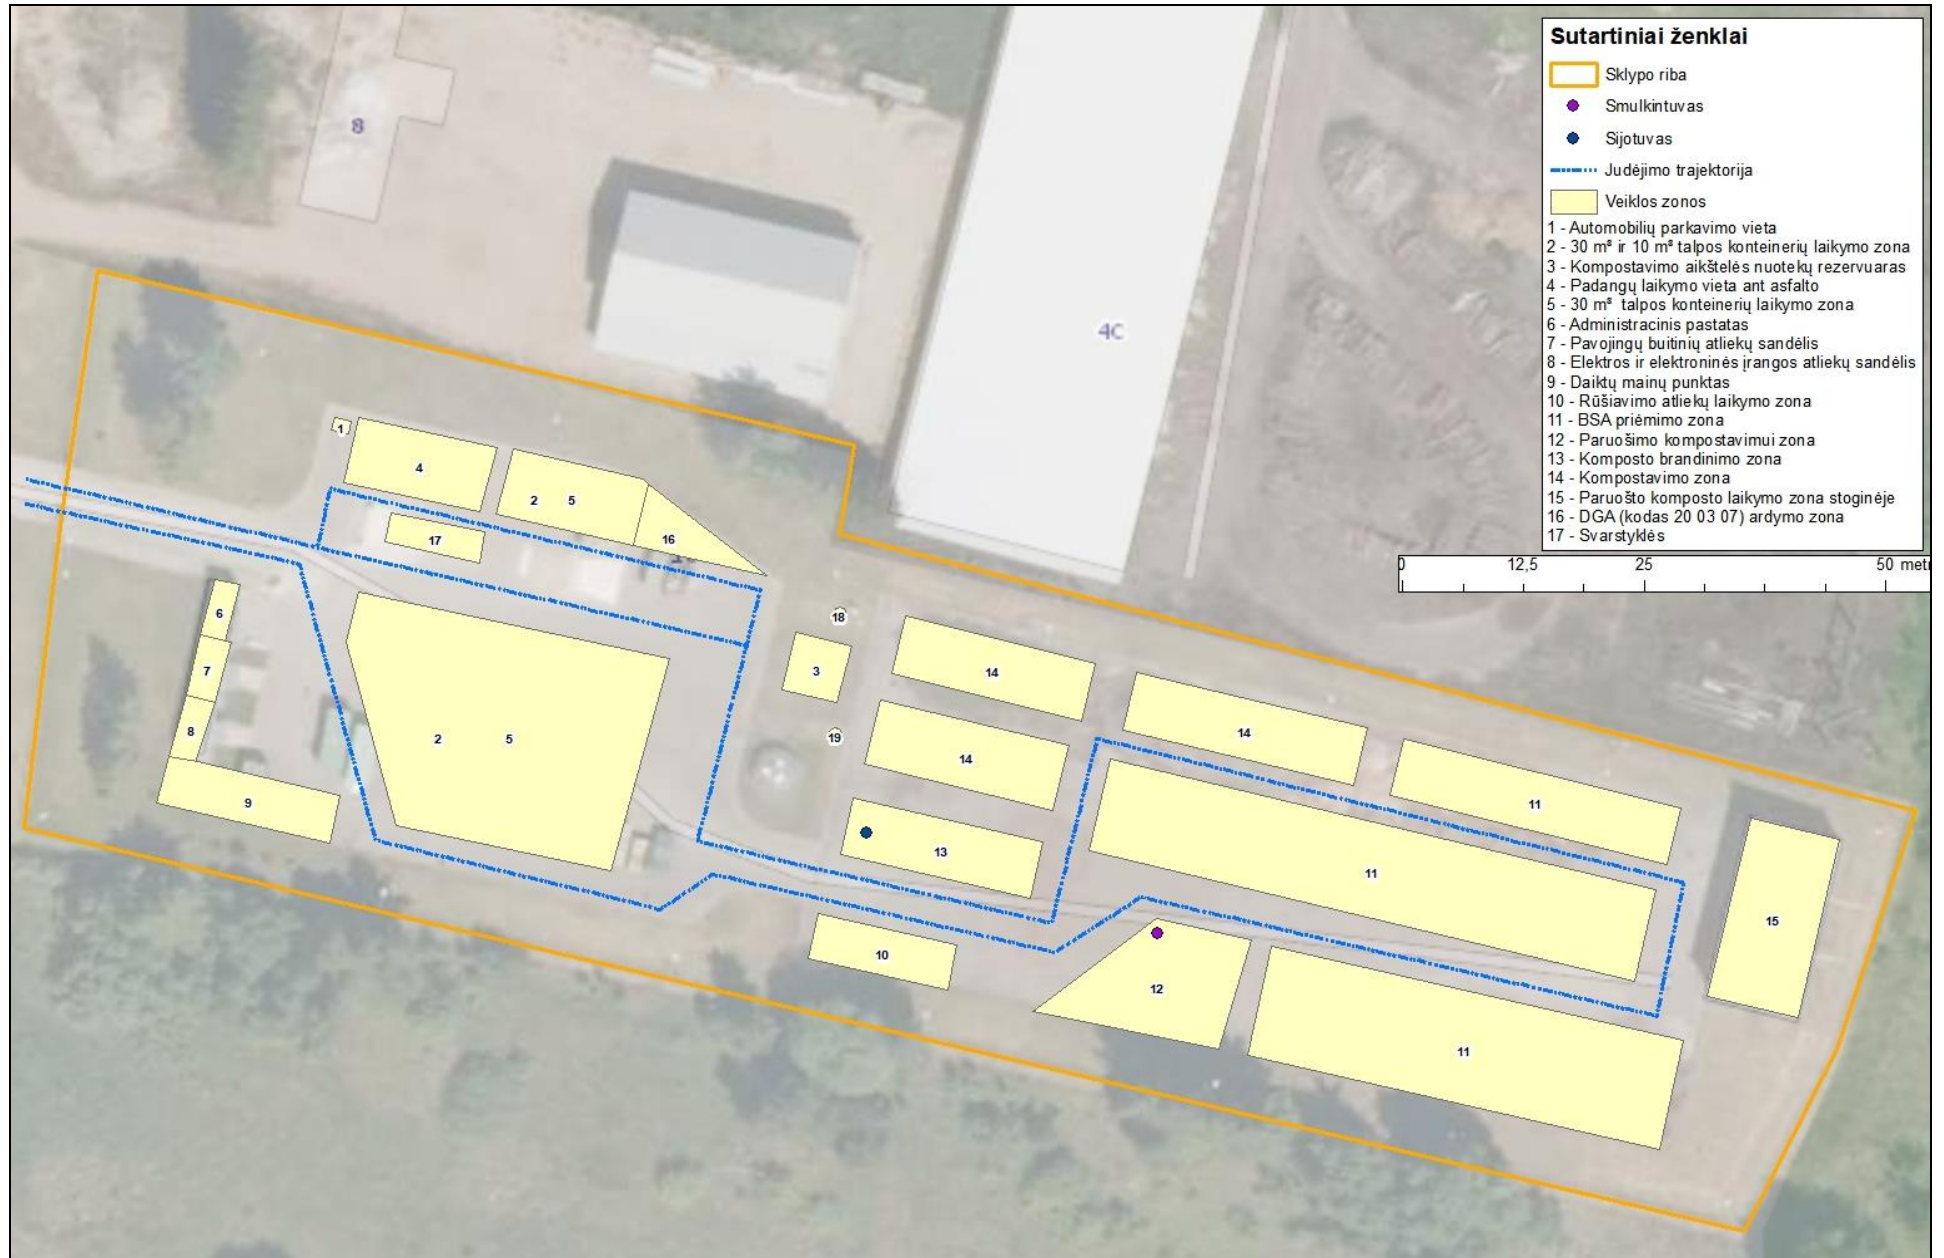 Sutartiniai ženklai
Sklypo riba
Smulkintuvas
Sijotuvas
Judėjimo trajektorija
Veiklos zonos
1 - Automobilių parkavimo vieta
2 - 30 m³ ir 10 m³ talpos konteinerių laikymo zona
3 - Kompostavimo aikštelės nuotekų rezervuaras
4 - Padangų laikymo vieta ant asfalto
5 - 30 m³ talpos konteinerių laikymo zona
6 - Administracinis pastatas
7 - Pavojingų buitinių atliekų sandėlis
8 - Elektros ir elektroninės įrangos atliekų sandėlis
9 - Daiktų mainų punktas
10 - Rūšiavimo atliekų laikymo zona
11 - BSA priėmimo zona
12 - Paruošimo kompostavimui zona
13 - Komposto brandinimo zona
14 - Kompostavimo zona
15 - Paruošto komposto laikymo zona stoginėje
16 - DGA (kodas 20 03 07) ardymo zona
17 - Svarstyklės
0 12,5 25 50 metr
8
4C
1
4
2 5
16
17
6
7
8
9
2 5
18
3
19
14
14
14
13
10
11
11
12
11
15